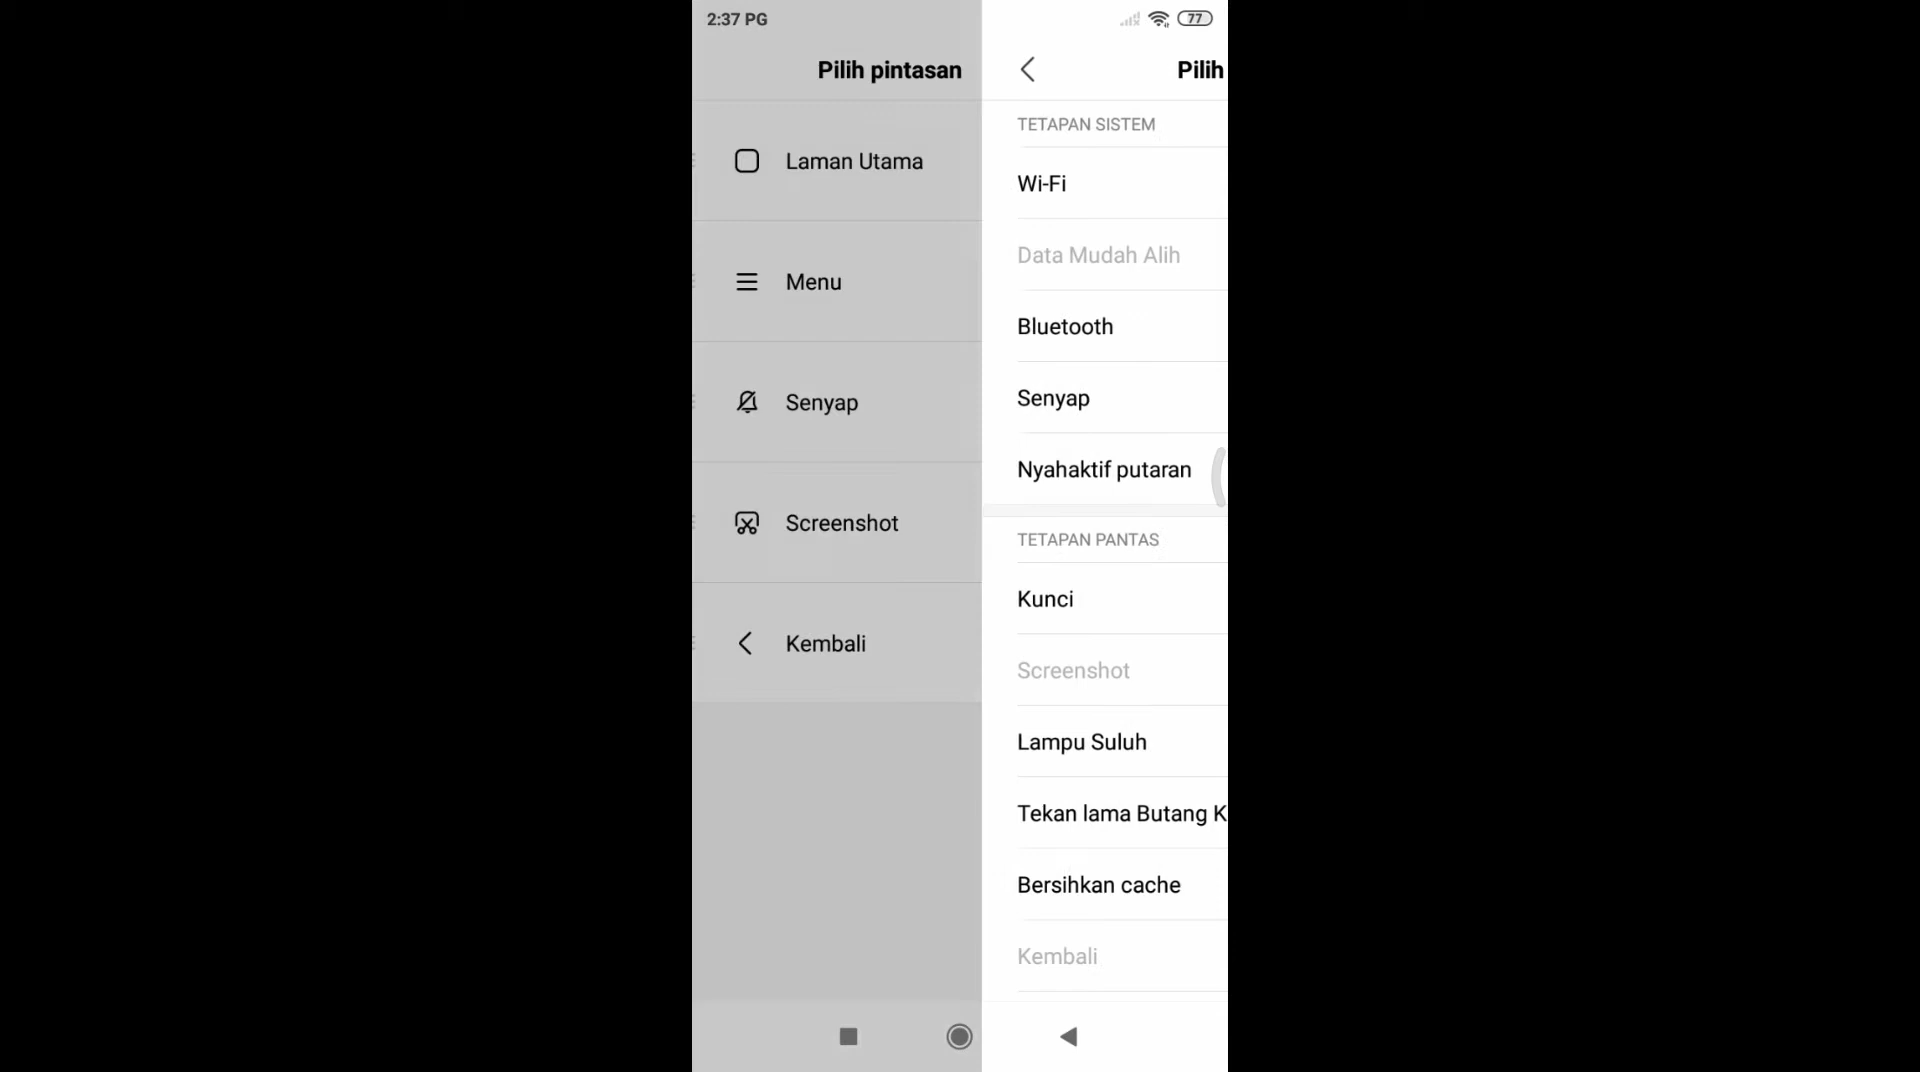 2:37 PG
77
Pilih pintasan
Laman Utama
Menu
Senyap
Screenshot
Kembali
Pilih
TETAPAN SISTEM
Wi-Fi
Data Mudah Alih
Bluetooth
Senyap
Nyahaktif putaran
TETAPAN PANTAS
Kunci
Screenshot
Lampu Suluh
Tekan lama Butang K
Bersihkan cache
Kembali